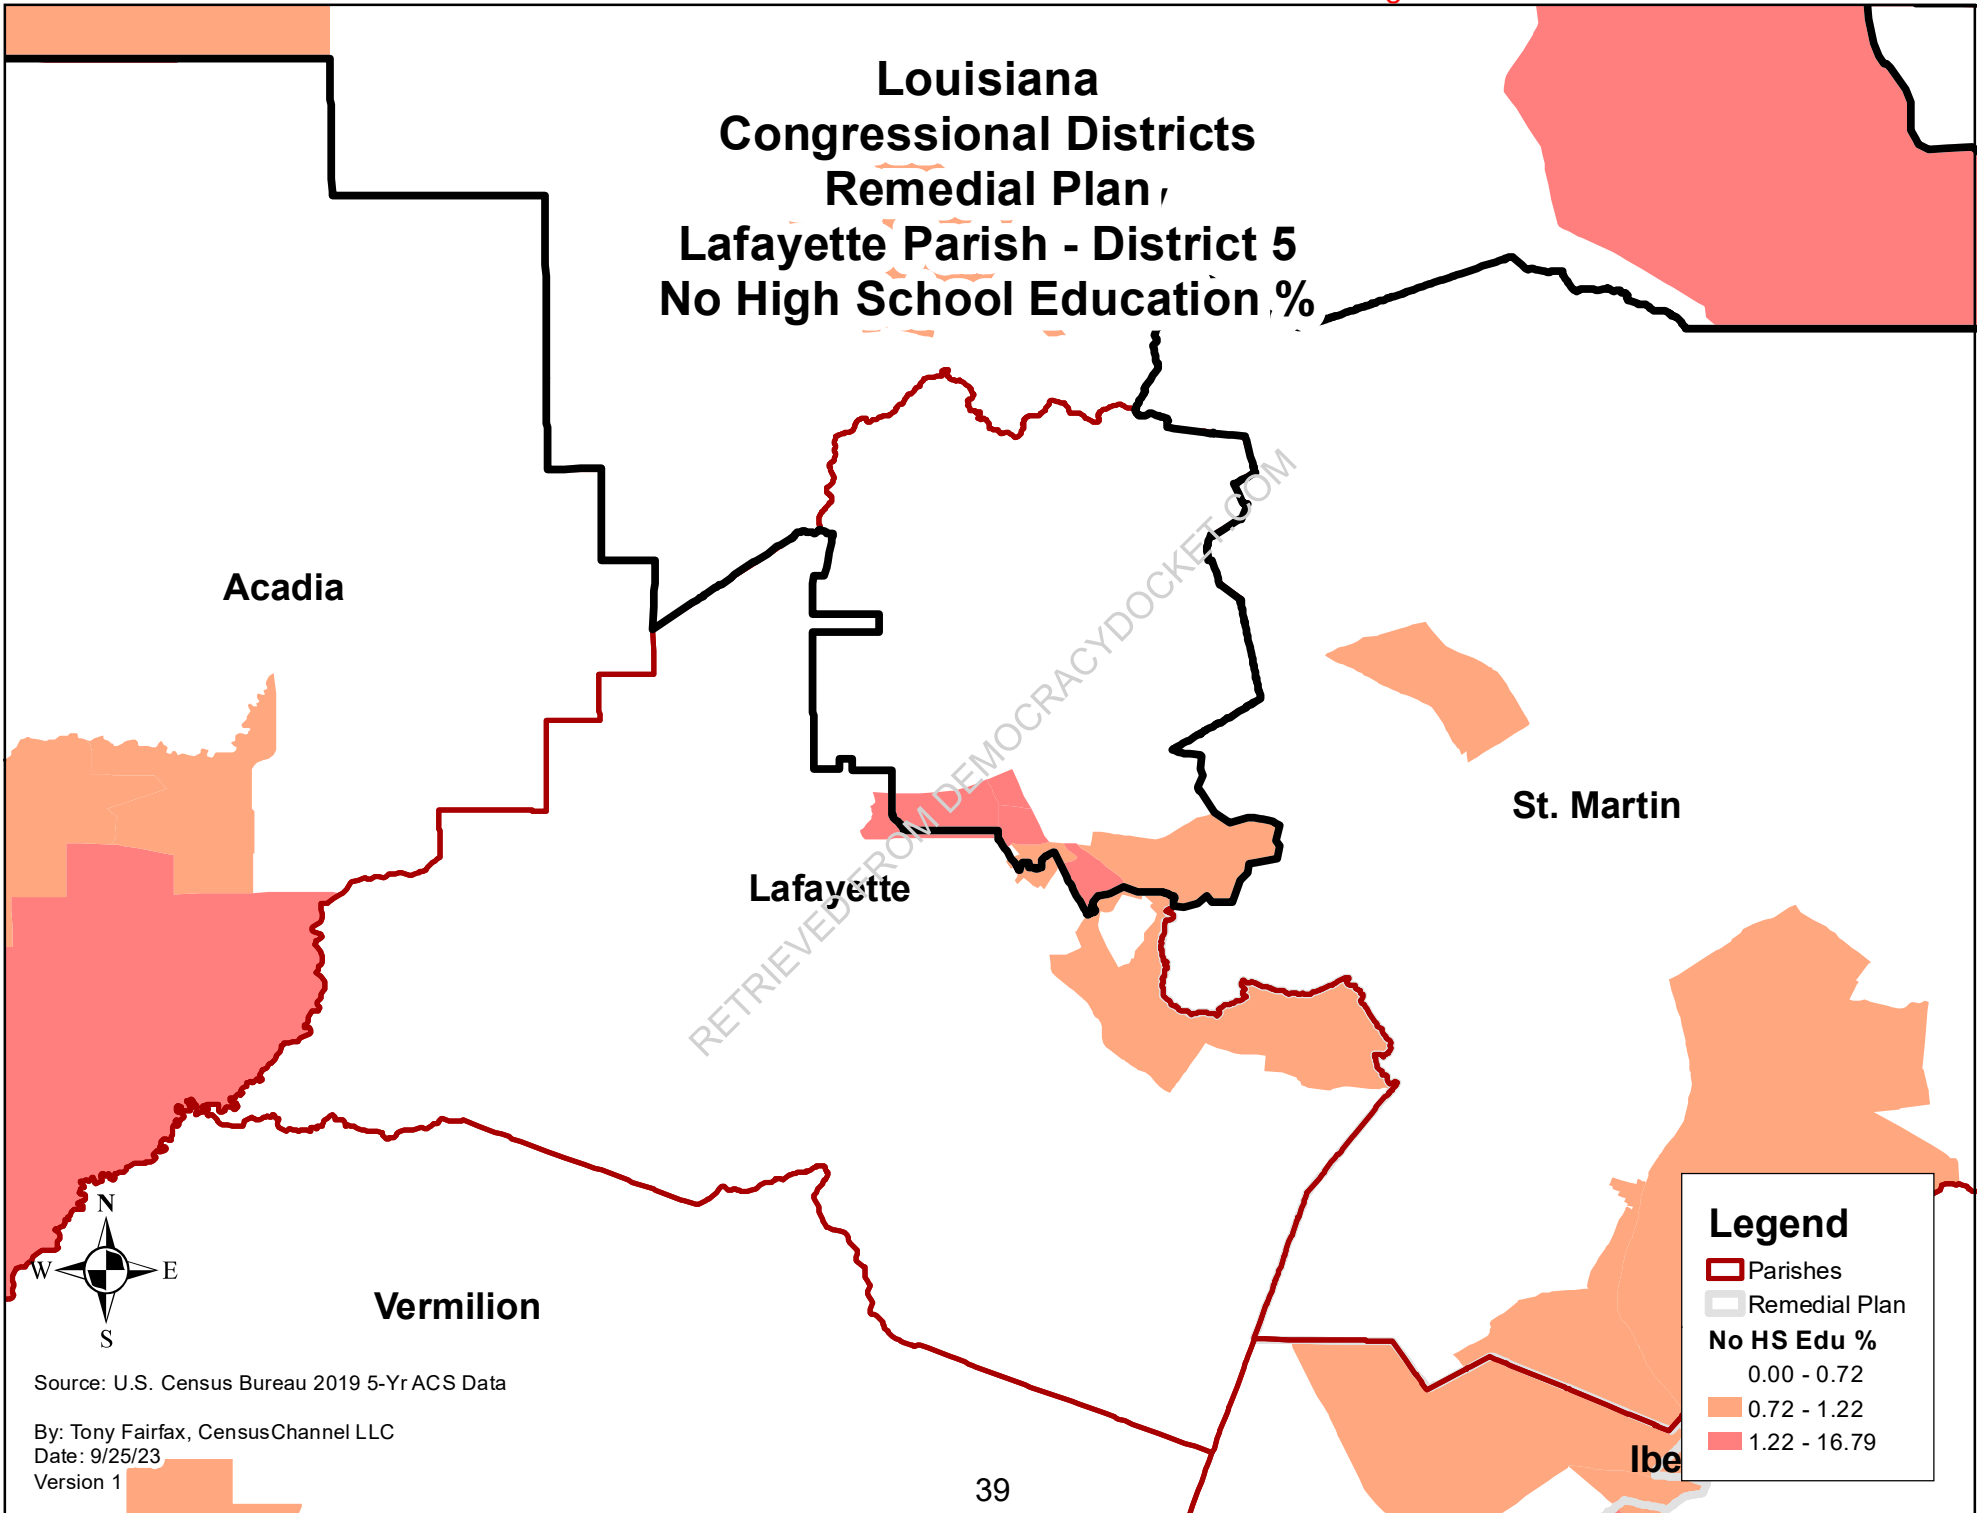 Louisiana
Congressional Districts
Remedial Plan
Lafayette Parish - District 5
No High School Education %
Acadia
St. Martin
Lafayette
RETRIEVED FROM DEMOCRACYDOCKET.COM
Vermilion
N
W E
S
Legend
Parishes
Remedial Plan
No HS Edu %
0.00 - 0.72
0.72 - 1.22
1.22 - 16.79
Ibe
Source: U.S. Census Bureau 2019 5-Yr ACS Data
By: Tony Fairfax, CensusChannel LLC
Date: 9/25/23
Version 1
39